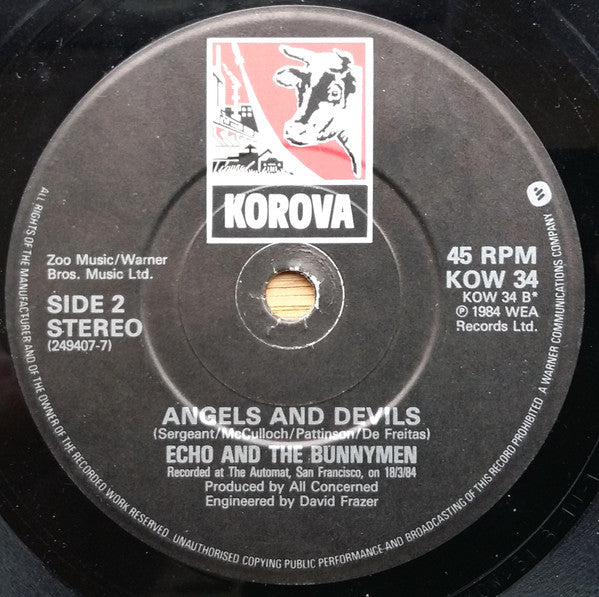 KOROVA
Zoo Music/Warner
Bros. Music Ltd.
SIDE 2
STEREO
(249407-7)
45 RPM
KOW 34
KOW 34 B*
℗ 1984 WEA
Records Ltd.
ANGELS AND DEVILS
(Sergeant/McCulloch/Pattinson/De Freitas)
ECHO AND THE BUNNYMEN
Recorded at The Automat, San Francisco, on 18/3/84
Produced by All Concerned
Engineered by David Frazer
ALL RIGHTS OF THE MANUFACTURER AND OF THE OWNER OF THE RECORDED WORK RESERVED. UNAUTHORISED COPYING PUBLIC PERFORMANCE AND BROADCASTING OF THIS RECORD PROHIBITED. A WARNER COMMUNICATIONS COMPANY